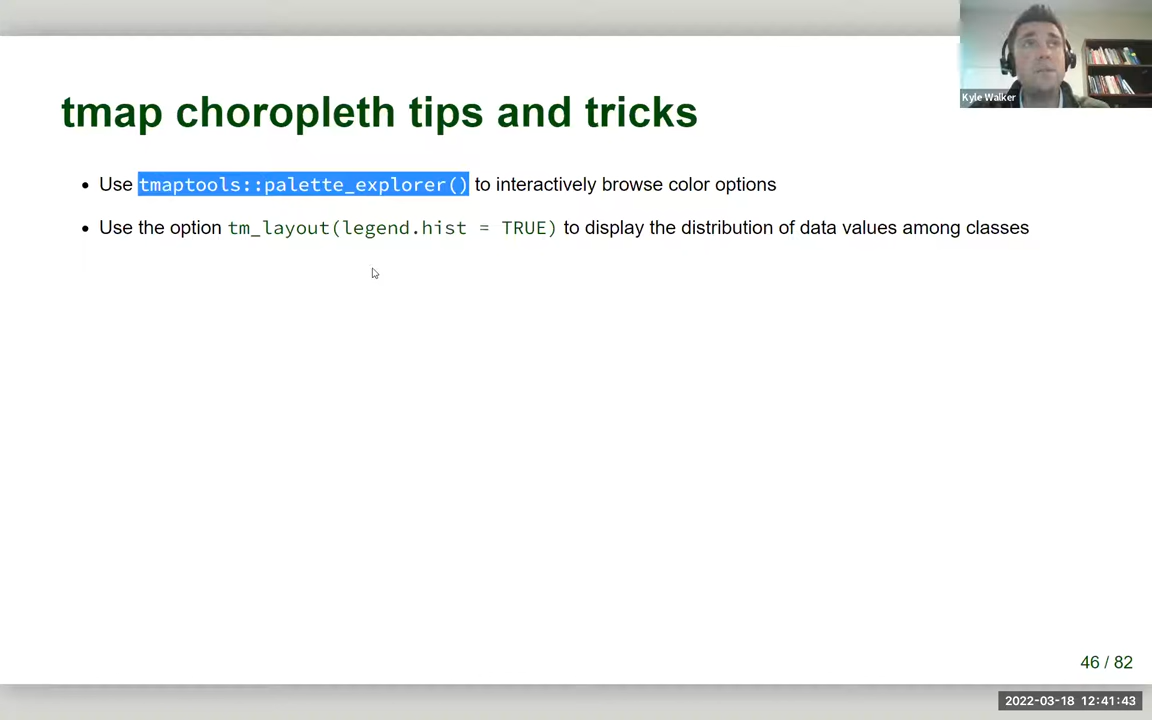 Kyle Walker
tmap choropleth tips and tricks
• Use tmaptools::palette_explorer() to interactively browse color options
• Use the option tm_layout(legend.hist = TRUE) to display the distribution of data values among classes
46 / 82
2022-03-18 12:41:43